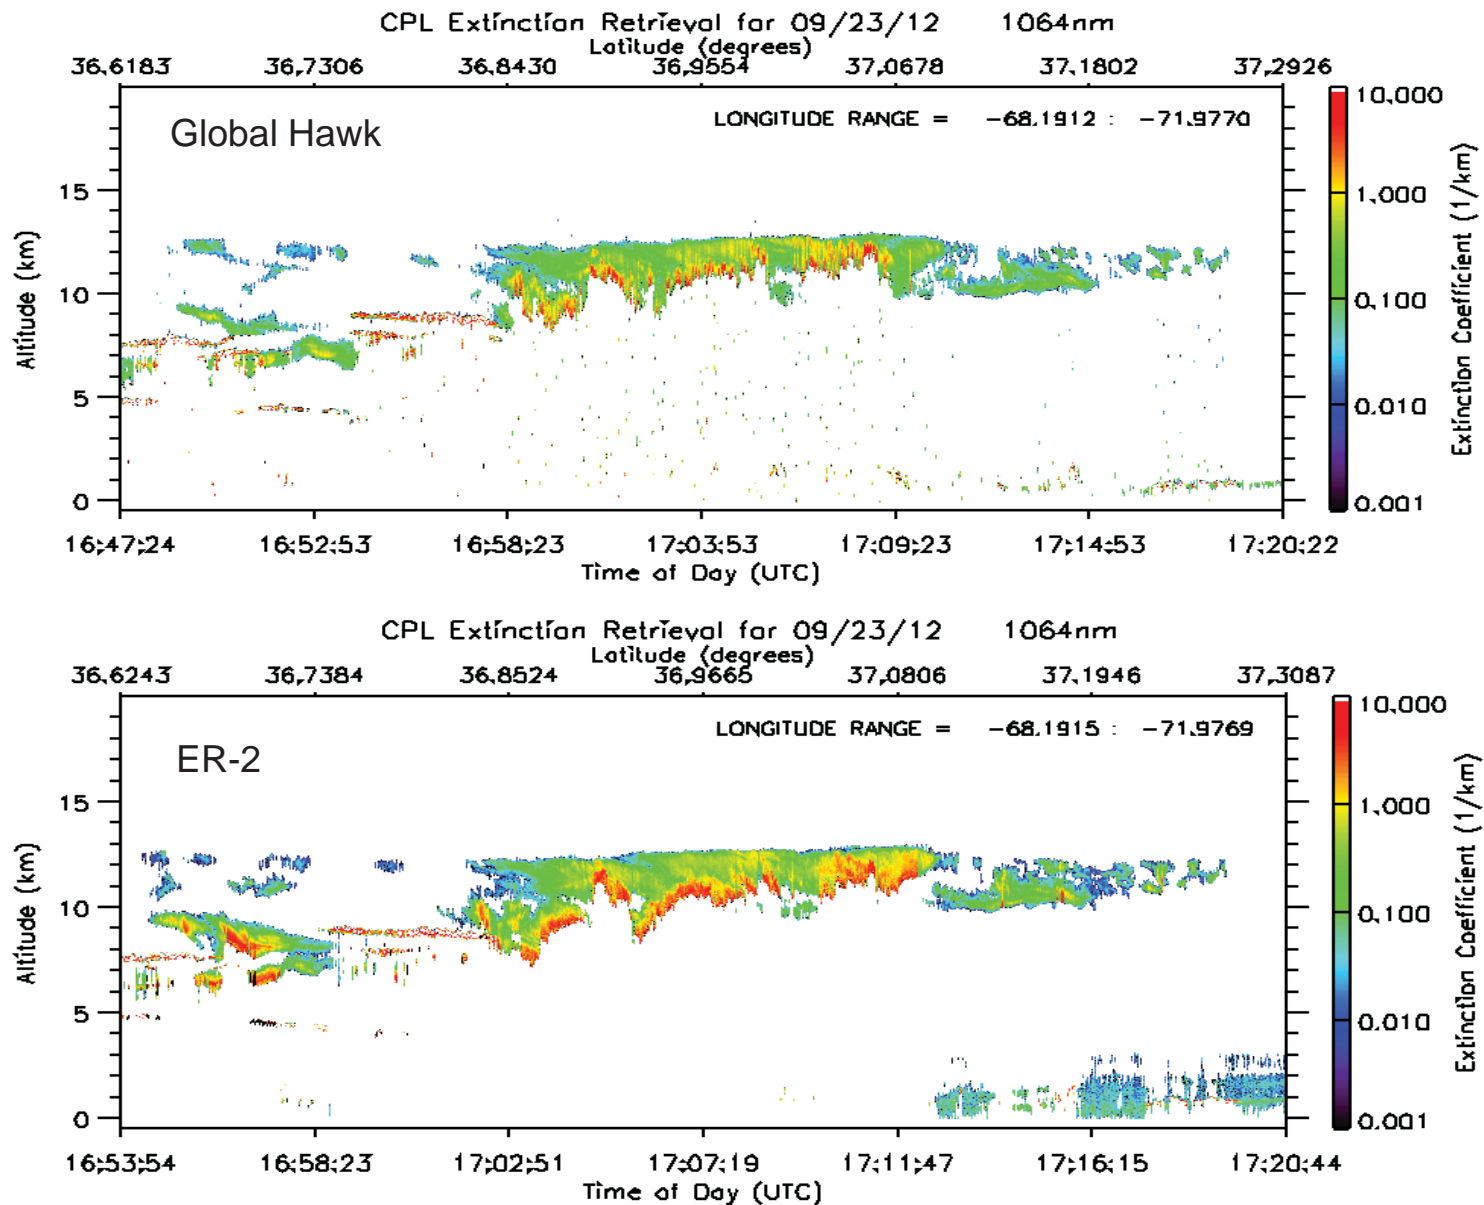 CPL Extinction Retrieval for 09/23/12 1064nm
Latitude (degrees)
36.6183 36.7306 36.8430 36.9554 37.0678 37.1802 37.2926
Global Hawk
LONGITUDE RANGE = -68.1912 : -71.9770
Altitude (km)
15
10
5
0
10.000
1.000
0.100
0.010
0.001
Extinction Coefficient (1/km)
16:47:24 16:52:53 16:58:23 17:03:53 17:09:23 17:14:53 17:20:22
Time of Day (UTC)
CPL Extinction Retrieval for 09/23/12 1064nm
Latitude (degrees)
36.6243 36.7384 36.8524 36.9665 37.0806 37.1946 37.3087
ER-2
LONGITUDE RANGE = -68.1915 : -71.9769
Altitude (km)
15
10
5
0
10.000
1.000
0.100
0.010
0.001
Extinction Coefficient (1/km)
16:53:54 16:58:23 17:02:51 17:07:19 17:11:47 17:16:15 17:20:44
Time of Day (UTC)